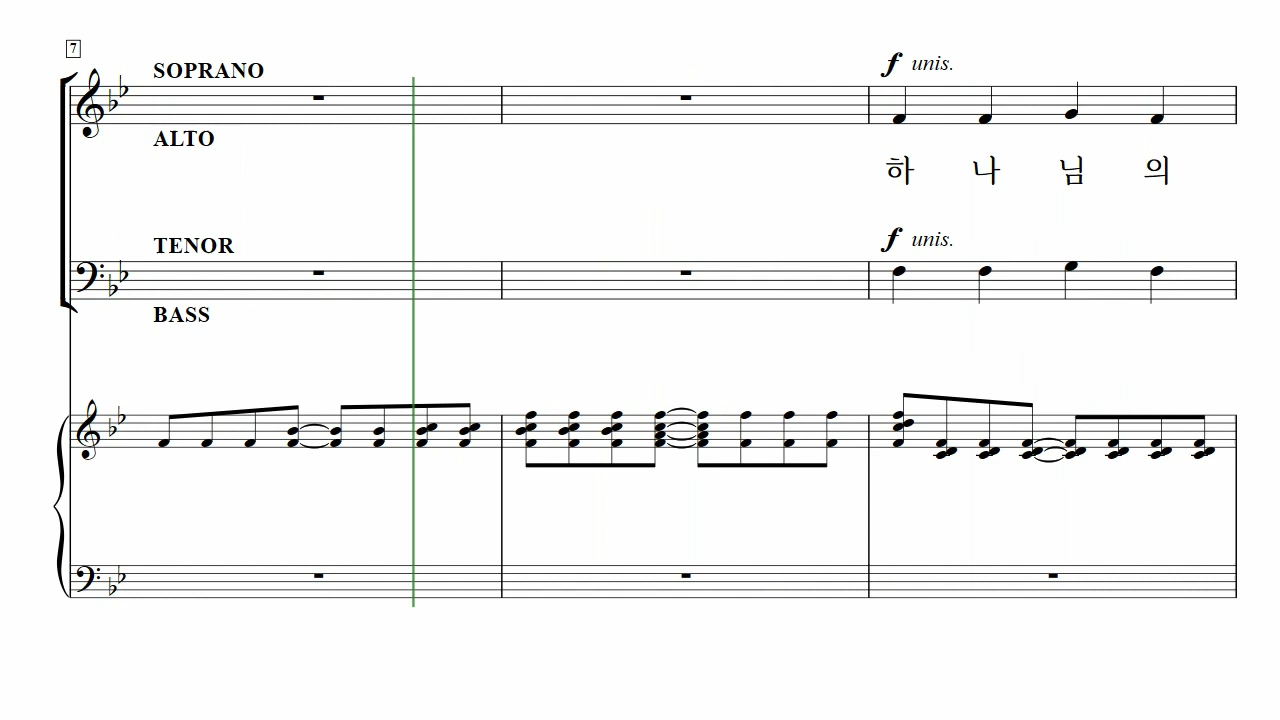 7
SOPRANO
f unis.
ALTO
하 나 님 의
TENOR
f unis.
BASS